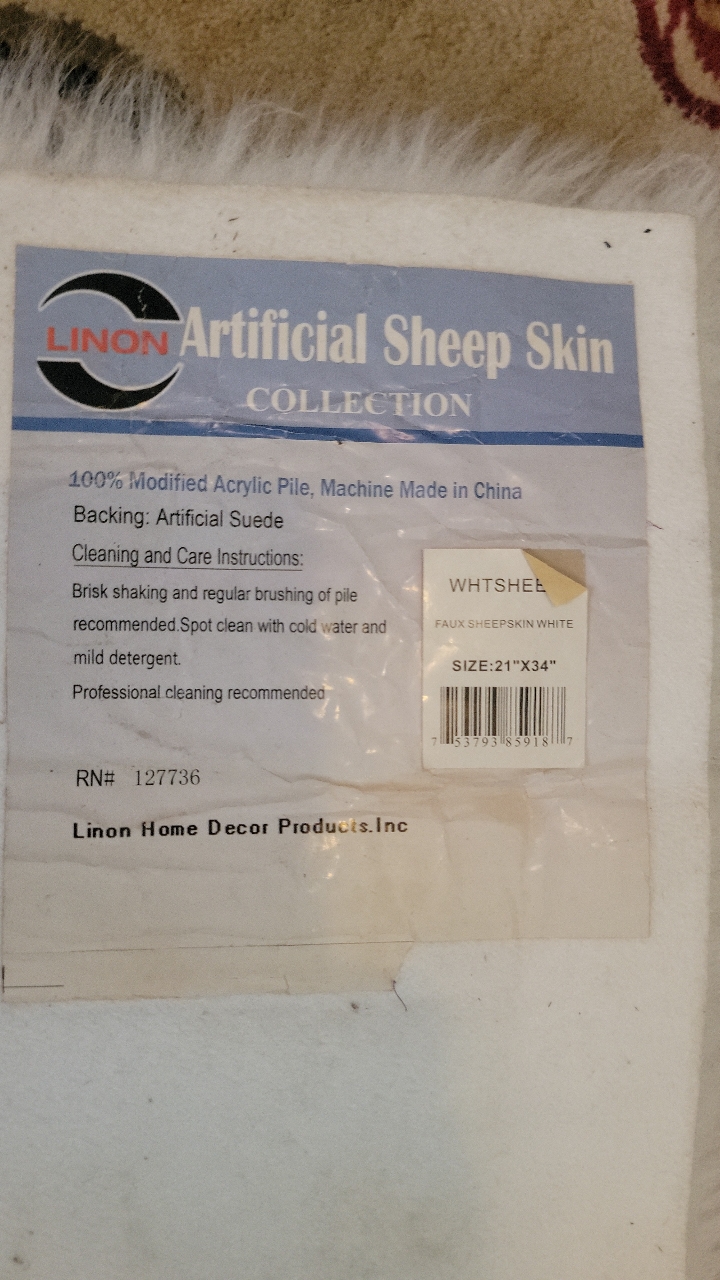 LINON Artificial Sheep Skin
COLLECTION
100% Modified Acrylic Pile, Machine Made in China
Backing: Artificial Suede
Cleaning and Care Instructions:
Brisk shaking and regular brushing of pile
recommended.Spot clean with cold water and
mild detergent.
Professional cleaning recommended
RN# 127736
Linon Home Decor Products.Inc
FAUX SHEEPSKIN WHITE
SIZE:21"X34"
7 53793 85918 7